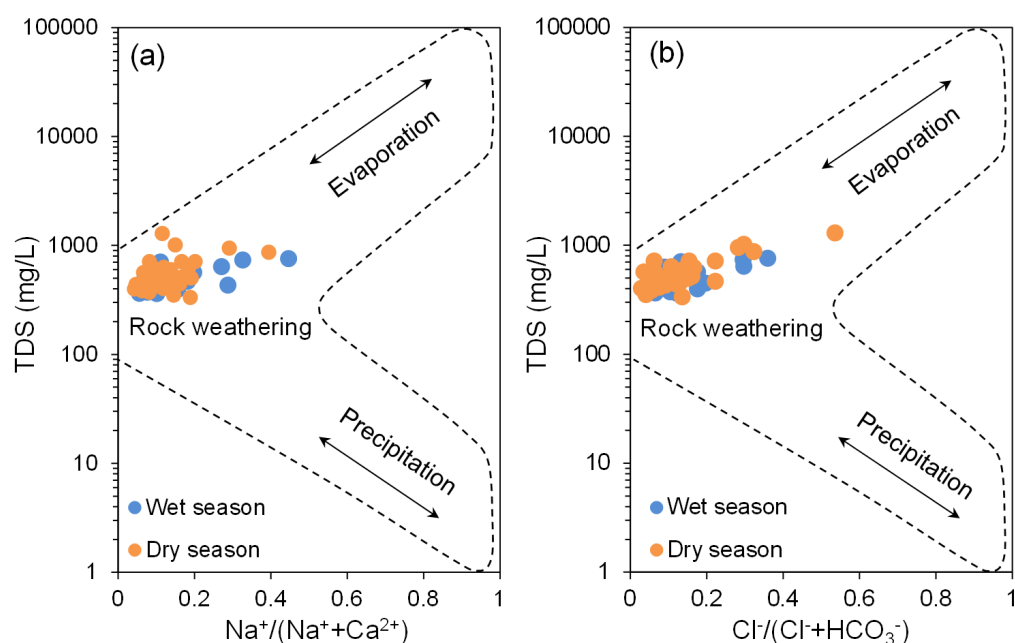 (a)
100000
10000
1000
100
10
1
TDS (mg/L)
Evaporation
Rock weathering
Precipitation
Wet season
Dry season
0
0.2
0.4
0.6
0.8
1
Na⁺/(Na⁺+Ca²⁺)
(b)
100000
10000
1000
100
10
1
TDS (mg/L)
Evaporation
Rock weathering
Precipitation
Wet season
Dry season
0
0.2
0.4
0.6
0.8
1
Cl⁻/(Cl⁻+HCO₃⁻)